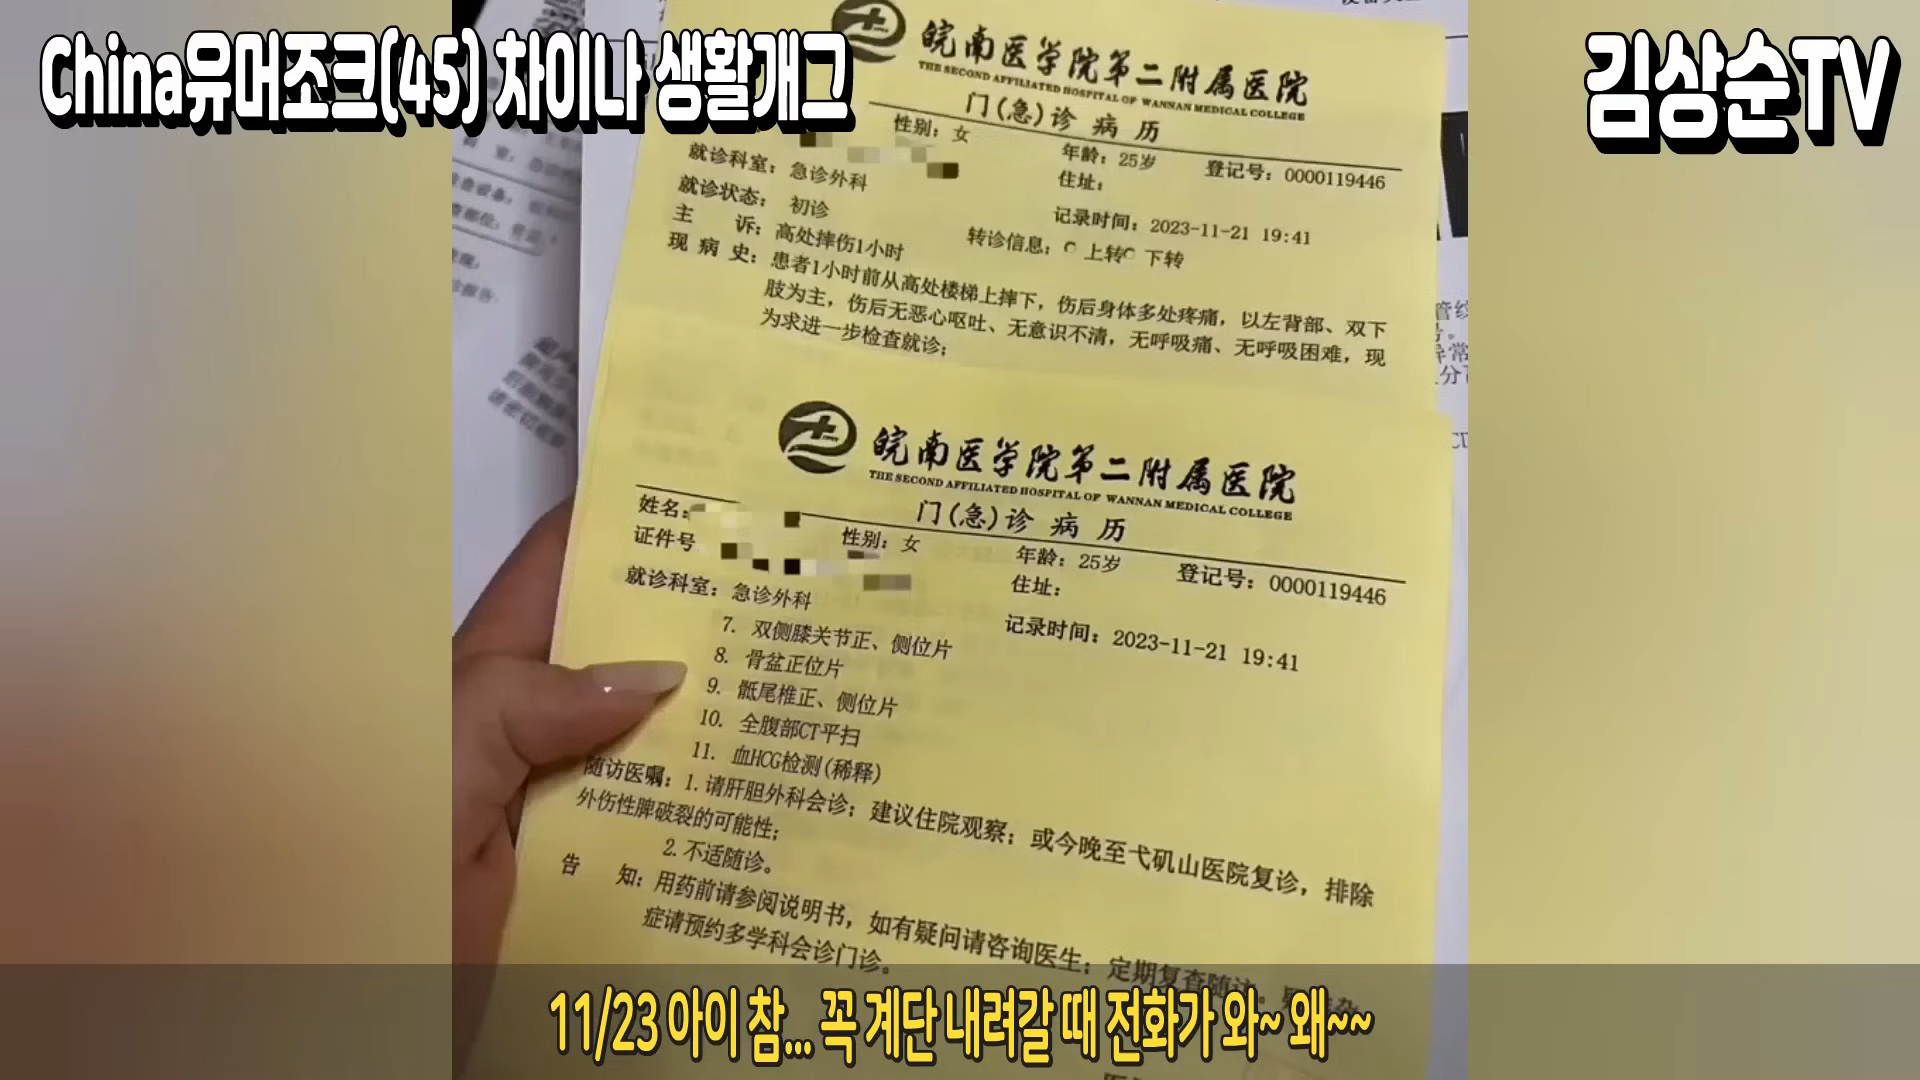 China유머조크(45) 차이나 생활개그
김상순TV
皖南医学院第二附属医院
THE SECOND AFFILIATED HOSPITAL OF WANNAN MEDICAL COLLEGE
门(急)诊 病 历
性别: 女
年龄: 25岁 登记号: 0000119446
就诊科室: 急诊外科
住址:
就诊状态: 初诊
记录时间: 2023-11-21 19:41
主 诉: 高处摔伤1小时
转诊信息: 上转 下转
现 病 史: 患者1小时前从高处楼梯上摔下, 伤后身体多处疼痛, 以左背部、双下
肢为主, 伤后无恶心呕吐、无意识不清, 无呼吸痛、无呼吸困难, 现
为求进一步检查就诊;
皖南医学院第二附属医院
THE SECOND AFFILIATED HOSPITAL OF WANNAN MEDICAL COLLEGE
门(急)诊 病 历
姓名:
性别: 女
年龄: 25岁 登记号: 0000119446
证件号
住址:
就诊科室: 急诊外科
记录时间: 2023-11-21 19:41
7. 双侧膝关节正、侧位片
8. 骨盆正位片
9. 骶尾椎正、侧位片
10. 全腹部CT平扫
11. 血HCG检测(稀释)
随访医嘱: 1. 请肝胆外科会诊; 建议住院观察; 或今晚至弋矶山医院复诊, 排除
外伤性脾破裂的可能性;
2. 不适随诊。
告 知: 用药前请参阅说明书, 如有疑问请咨询医生; 定期复查随访。
症请预约多学科会诊门诊。
11/23 아이 참... 꼭 계단 내려갈 때 전화가 와~ 왜~~